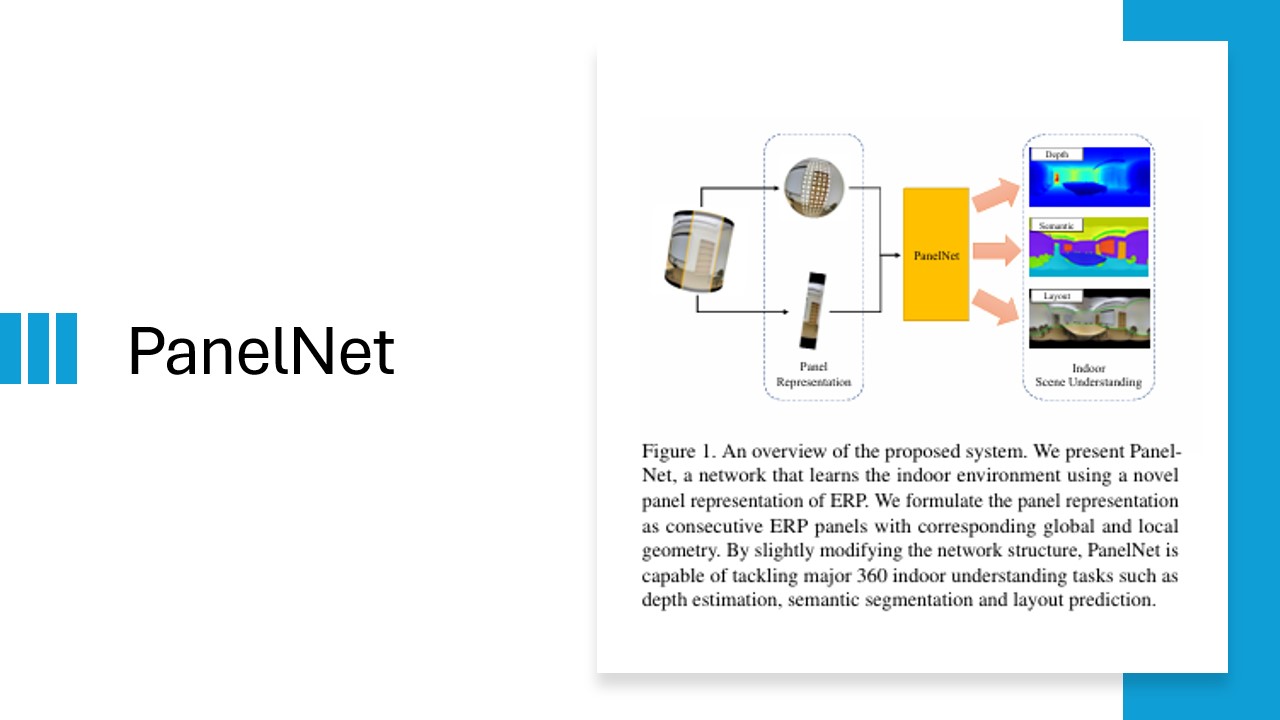 PanelNet
Depth
Semantic
PanelNet
Layout
Panel
Representation
Indoor
Scene Understanding
Figure 1. An overview of the proposed system. We present Panel-
Net, a network that learns the indoor environment using a novel
panel representation of ERP. We formulate the panel representation
as consecutive ERP panels with corresponding global and local
geometry. By slightly modifying the network structure, PanelNet is
capable of tackling major 360 indoor understanding tasks such as
depth estimation, semantic segmentation and layout prediction.